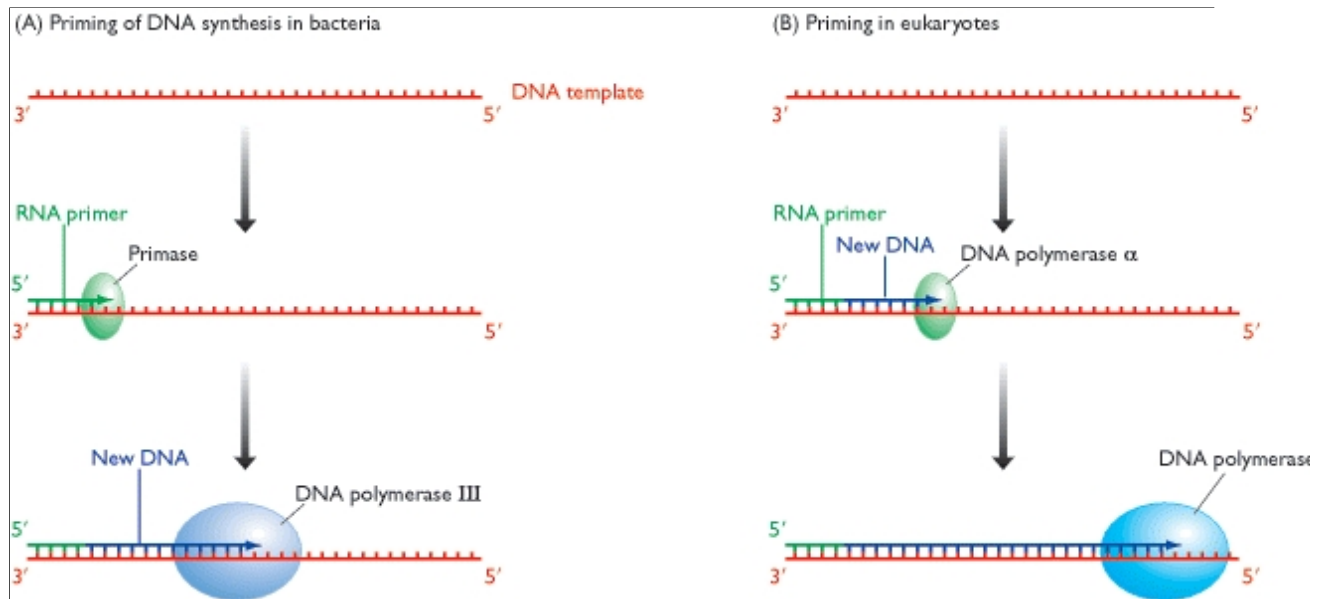 (A) Priming of DNA synthesis in bacteria
DNA template
3′ 5′
RNA primer
Primase
5′
3′ 5′
New DNA
DNA polymerase III
5′
3′ 5′
(B) Priming in eukaryotes
3′ 5′
RNA primer
New DNA
DNA polymerase α
5′
3′ 5′
DNA polymerase
5′
3′ 5′